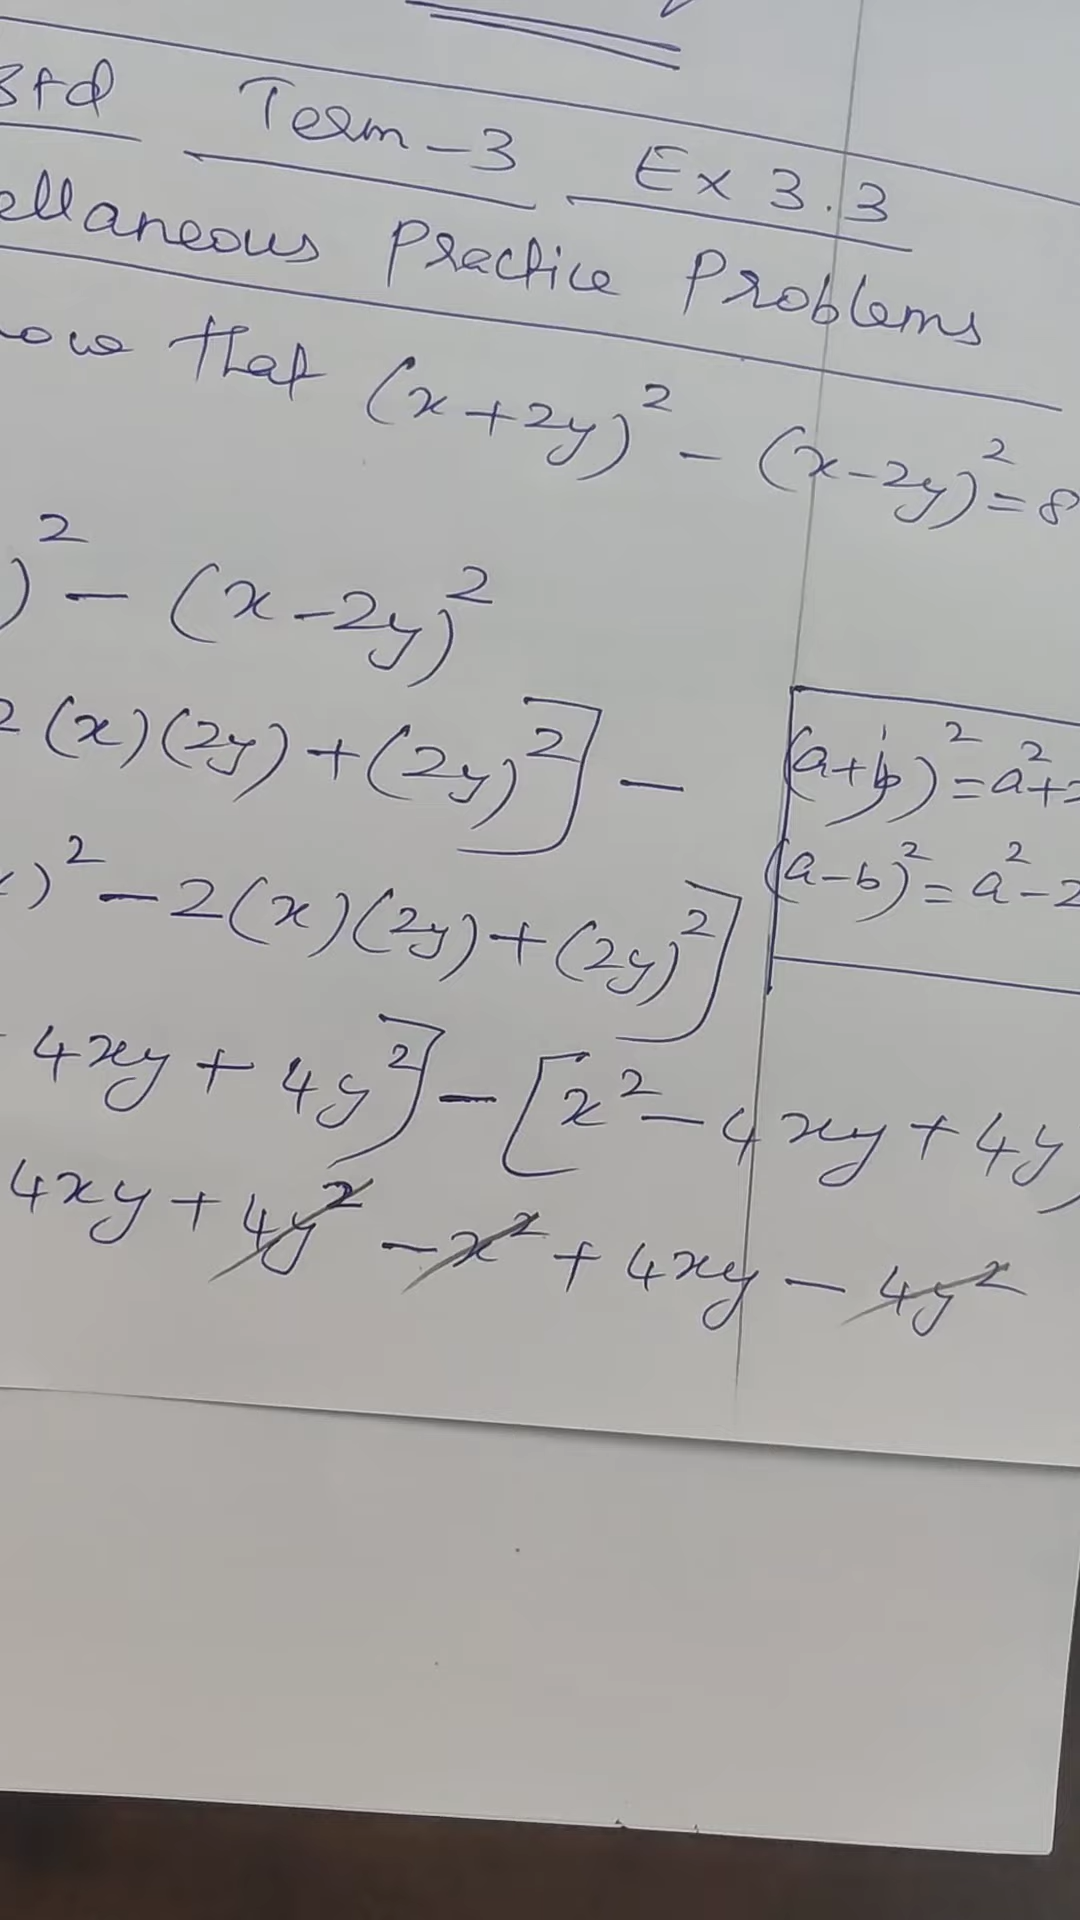 std Term-3 Ex 3.3
ellaneous Practice Problems
how that (x+2y)² - (x-2y)² = 8
)² - (x-2y)²
2(x)(2y) + (2y)²] -
)² - 2(x)(2y) + (2y)²]
(a+b)² = a² +
(a-b)² = a² - 2
4xy + 4y²] - [x² - 4xy + 4y
4xy + 4y² - x² + 4xy - 4y²